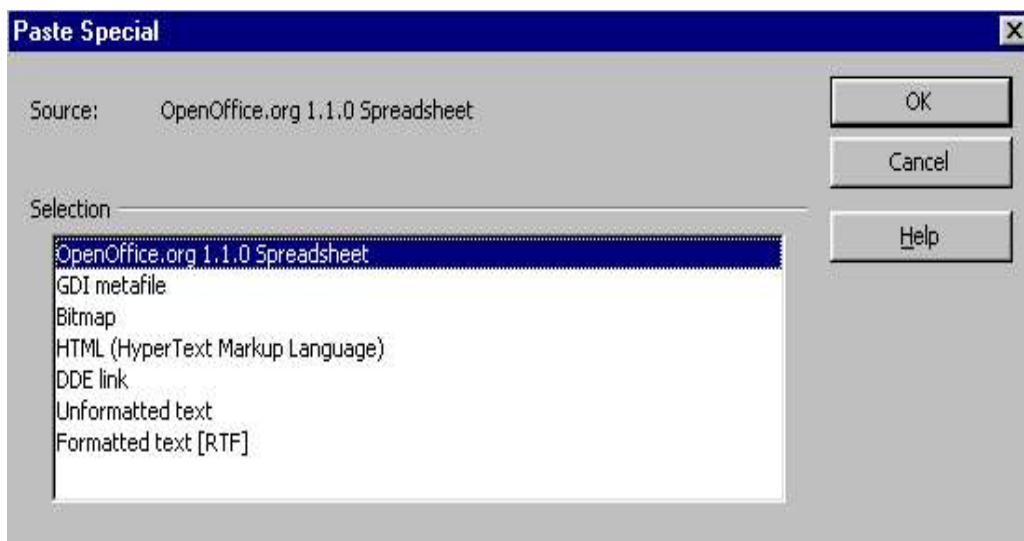 Paste Special
Source: OpenOffice.org 1.1.0 Spreadsheet
OK
Cancel
Help
Selection
OpenOffice.org 1.1.0 Spreadsheet
GDI metafile
Bitmap
HTML (HyperText Markup Language)
DDE link
Unformatted text
Formatted text [RTF]